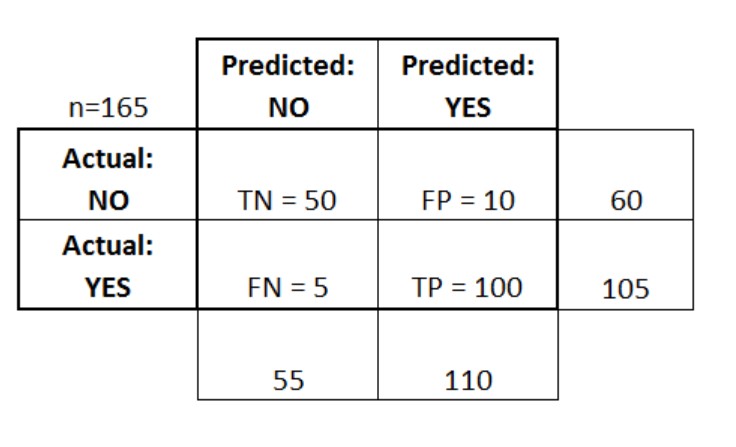 Predicted: Predicted:
n=165 NO YES
Actual:
NO TN = 50 FP = 10 60
Actual:
YES FN = 5 TP = 100 105
55 110